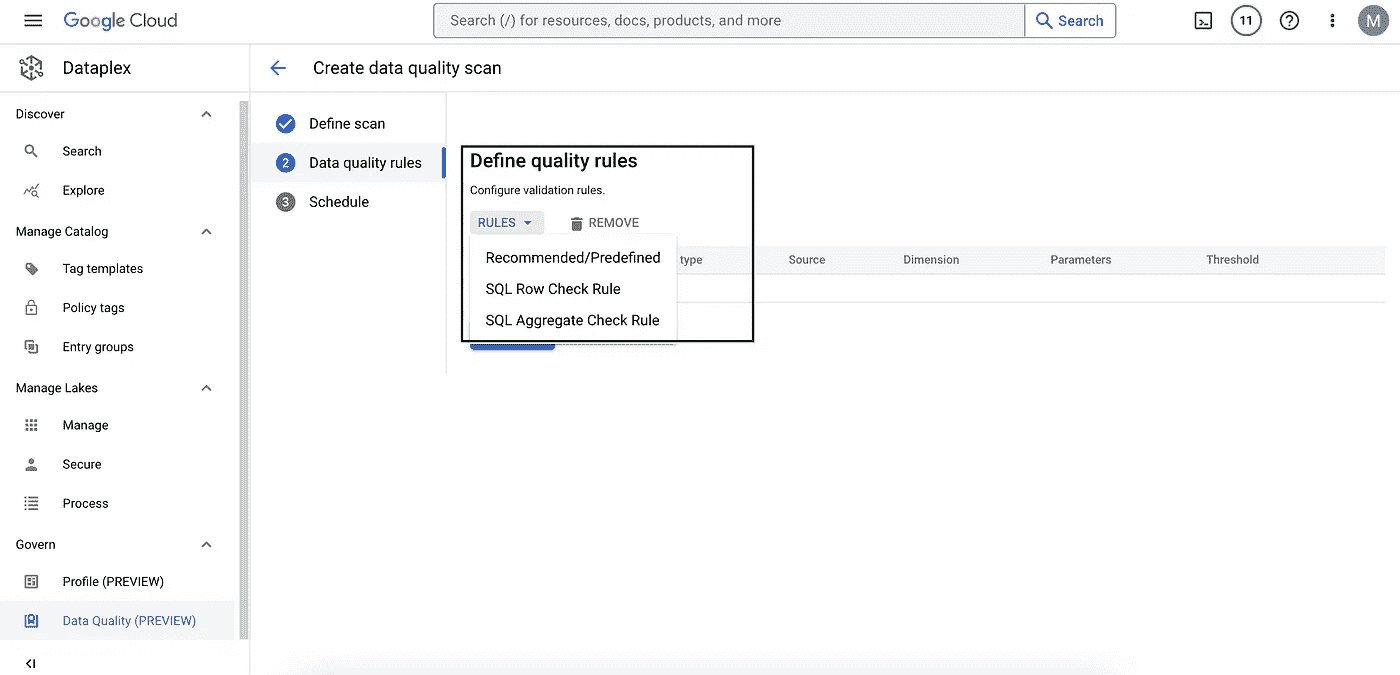 Google Cloud
Search (/) for resources, docs, products, and more
Search
11
M
Dataplex
Create data quality scan
Discover
Search
Explore
Manage Catalog
Tag templates
Policy tags
Entry groups
Manage Lakes
Manage
Secure
Process
Govern
Profile (PREVIEW)
Data Quality (PREVIEW)
Define scan
2 Data quality rules
3 Schedule
Define quality rules
Configure validation rules.
RULES REMOVE
type Source Dimension Parameters Threshold
Recommended/Predefined
SQL Row Check Rule
SQL Aggregate Check Rule